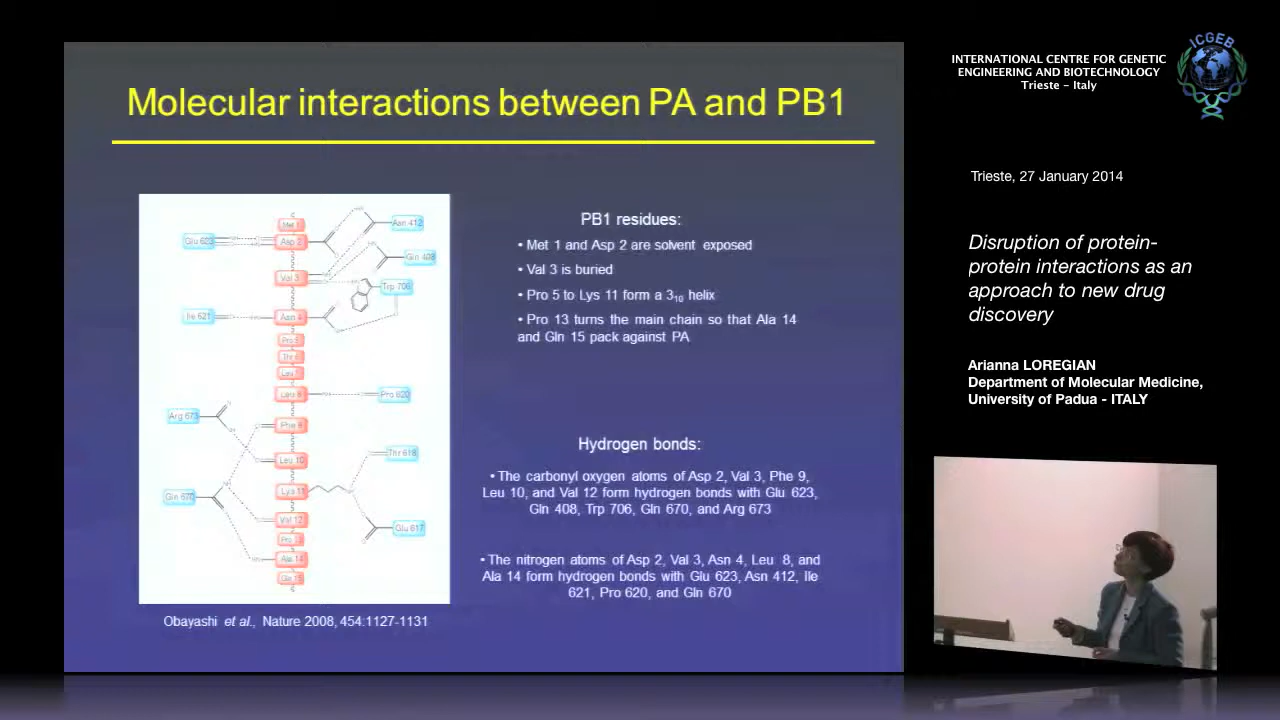 Molecular interactions between PA and PB1
Met 1
Glu 623
Asp 2
Asn 412
Val 3
Gln 408
Trp 706
Ile 621
Asn 4
Pro 5
Thr 6
Leu 7
Leu 8
Pro 620
Arg 673
Phe 9
Leu 10
Thr 618
Lys 11
Gln 670
Val 12
Glu 617
Pro 13
Ala 14
Gln 15
Obayashi et al., Nature 2008, 454:1127-1131
PB1 residues:
• Met 1 and Asp 2 are solvent exposed
• Val 3 is buried
• Pro 5 to Lys 11 form a 3₁₀ helix
• Pro 13 turns the main chain so that Ala 14
and Gln 15 pack against PA
Hydrogen bonds:
• The carbonyl oxygen atoms of Asp 2, Val 3, Phe 9,
Leu 10, and Val 12 form hydrogen bonds with Glu 623,
Gln 408, Trp 706, Gln 670, and Arg 673
• The nitrogen atoms of Asp 2, Val 3, Asn 4, Leu 8, and
Ala 14 form hydrogen bonds with Glu 623, Asn 412, Ile
621, Pro 620, and Gln 670
INTERNATIONAL CENTRE FOR GENETIC
ENGINEERING AND BIOTECHNOLOGY
Trieste - Italy
ICGEB
Trieste, 27 January 2014
Disruption of protein-
protein interactions as an
approach to new drug
discovery
Arianna LOREGIAN
Department of Molecular Medicine,
University of Padua - ITALY